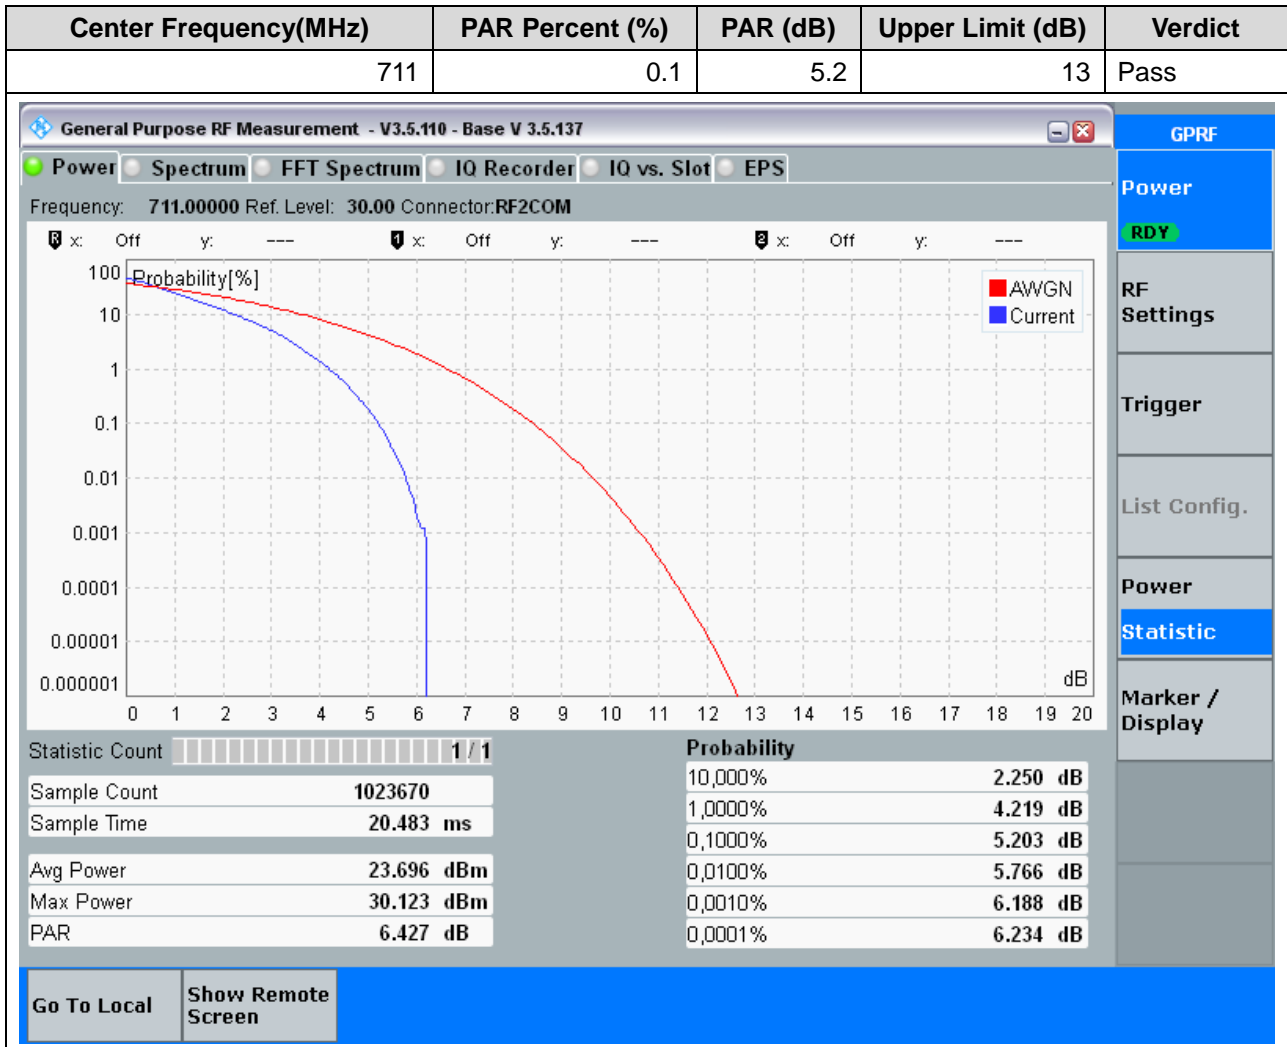 Center Frequency(MHz) PAR Percent (%) PAR (dB) Upper Limit (dB) Verdict
711 0.1 5.2 13 Pass
General Purpose RF Measurement - V3.5.110 - Base V 3.5.137
GPRF
Power Spectrum FFT Spectrum IQ Recorder IQ vs. Slot EPS
Frequency: 711.00000 Ref. Level: 30.00 Connector:RF2COM
R x: Off y: --- 1 x: Off y: --- 2 x: Off y: ---
Probability[%]
AWGN
Current
100
10
1
0.1
0.01
0.001
0.0001
0.00001
0.000001
dB
0 1 2 3 4 5 6 7 8 9 10 11 12 13 14 15 16 17 18 19 20
Statistic Count 1 / 1
Sample Count 1023670
Sample Time 20.483 ms
Avg Power 23.696 dBm
Max Power 30.123 dBm
PAR 6.427 dB
Probability
10,000% 2.250 dB
1,0000% 4.219 dB
0,1000% 5.203 dB
0,0100% 5.766 dB
0,0010% 6.188 dB
0,0001% 6.234 dB
Power
RDY
RF
Settings
Trigger
List Config.
Power
Statistic
Marker /
Display
Go To Local
Show Remote
Screen